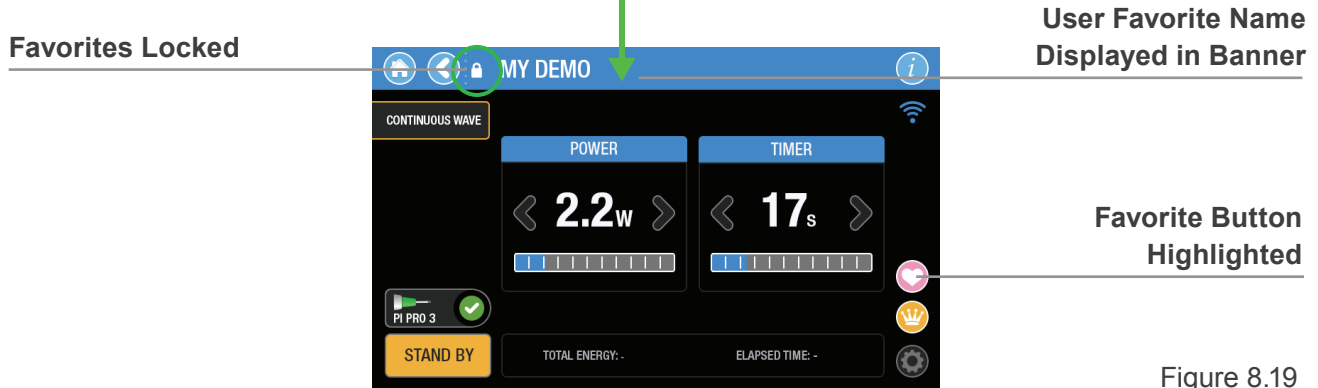 Favorites Locked
User Favorite Name
Displayed in Banner
MY DEMO
i
CONTINUOUS WAVE
POWER
TIMER
2.2W
17s
Favorite Button
Highlighted
PI PRO 3
STAND BY
TOTAL ENERGY: -
ELAPSED TIME: -
Figure 8.19